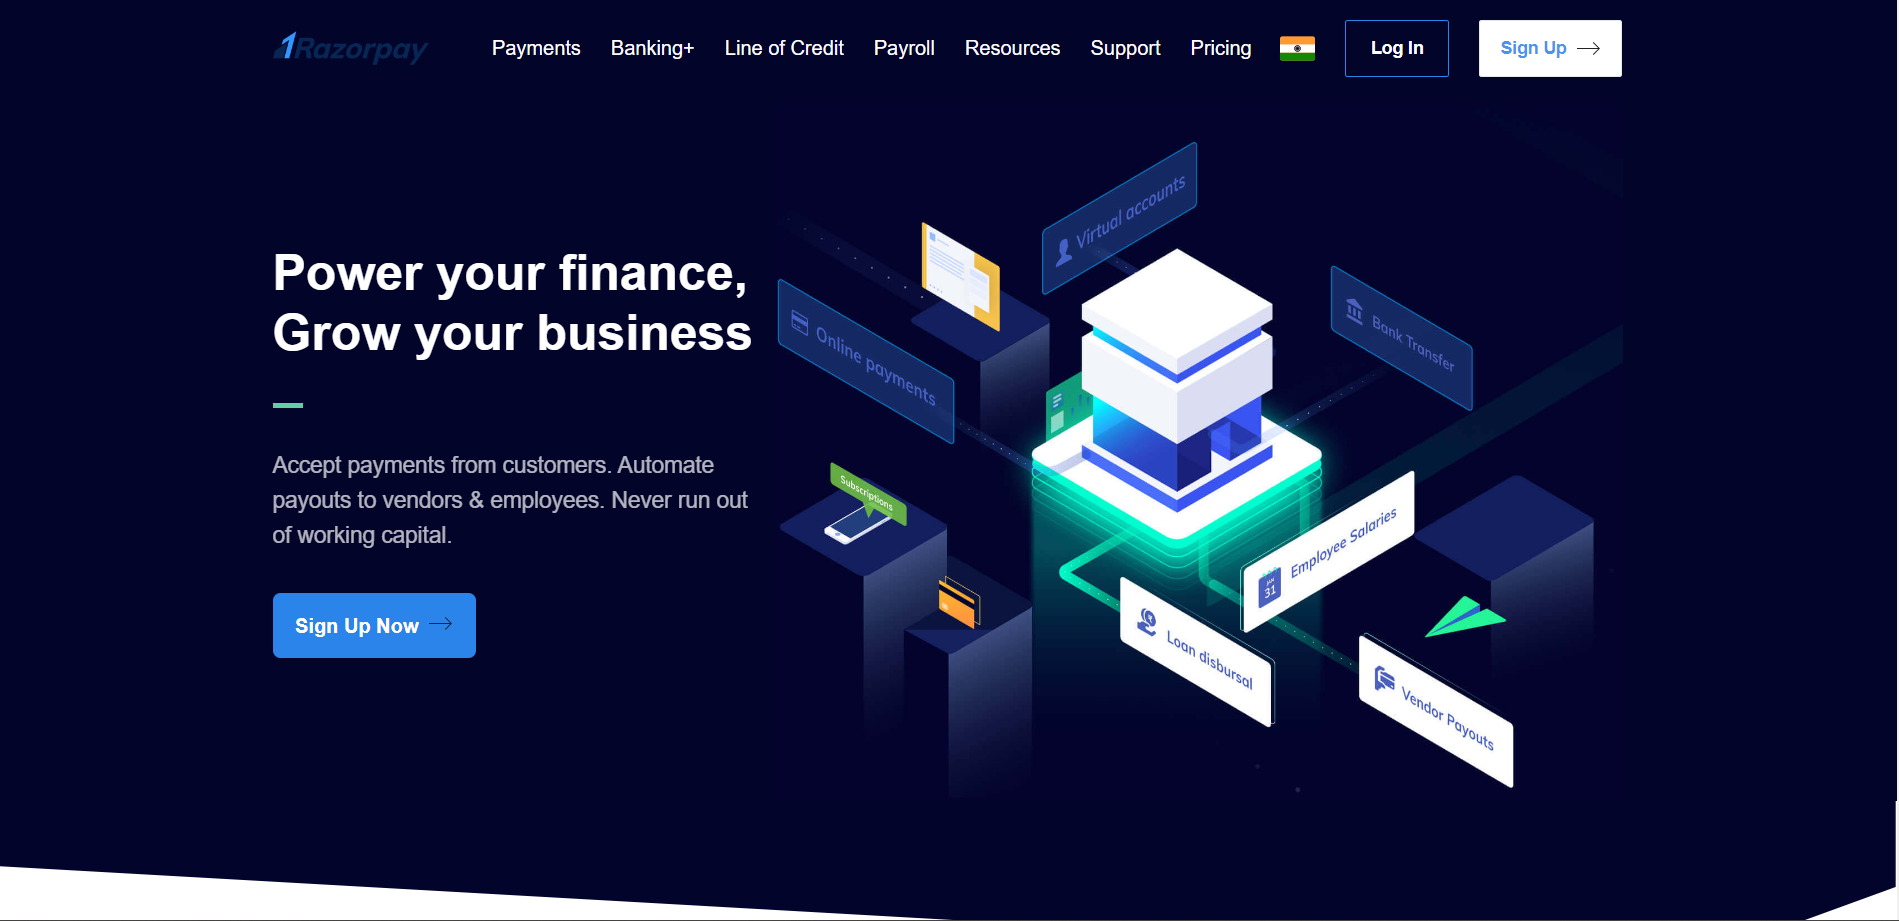 Razorpay
Payments
Banking+
Line of Credit
Payroll
Resources
Support
Pricing
Log In
Sign Up
Power your finance,
Grow your business
Accept payments from customers. Automate
payouts to vendors & employees. Never run out
of working capital.
Sign Up Now
Virtual accounts
Online payments
Bank Transfer
Subscriptions
Employee Salaries
JAN
31
Loan disbursal
Vendor Payouts